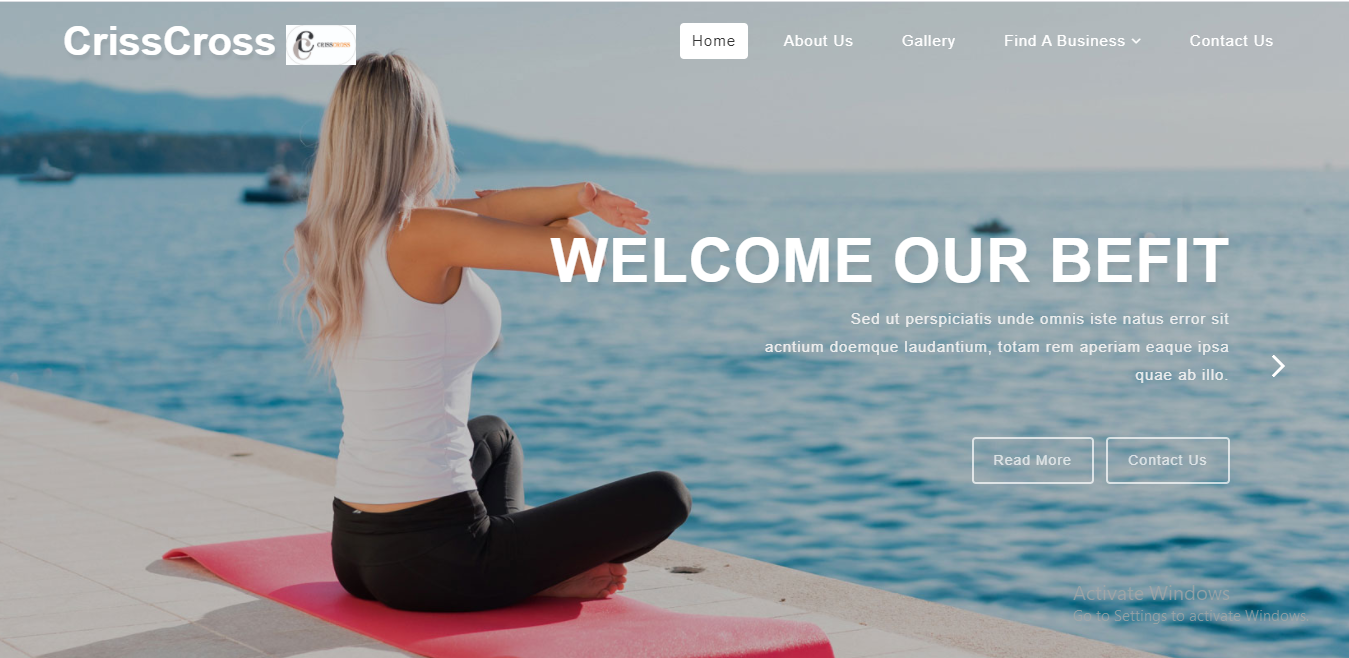 CrissCross
CRISSCROSS
Home
About Us
Gallery
Find A Business
Contact Us
WELCOME OUR BEFIT
Sed ut perspiciatis unde omnis iste natus error sit
acntium doemque laudantium, totam rem aperiam eaque ipsa
quae ab illo.
Read More
Contact Us
Activate Windows
Go to Settings to activate Windows.